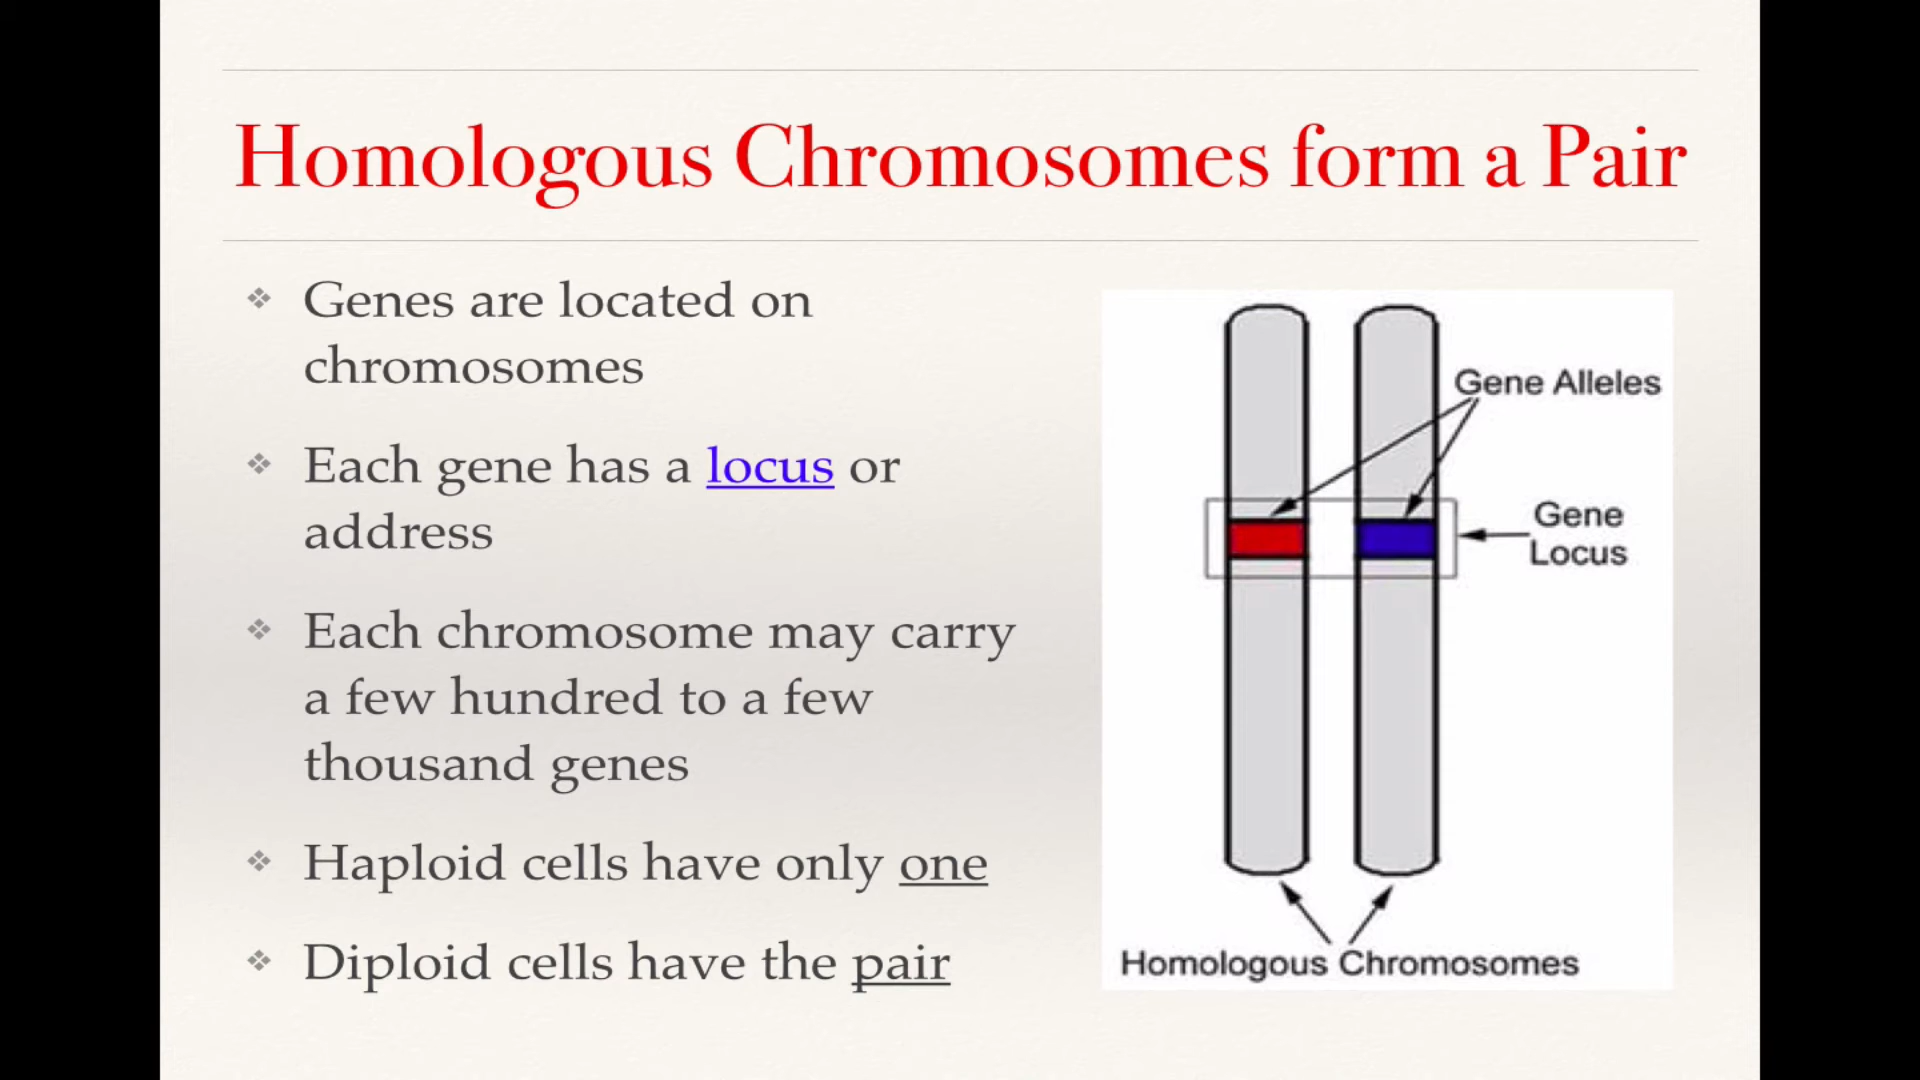 Homologous Chromosomes form a Pair
Genes are located on
chromosomes
Each gene has a locus or
address
Each chromosome may carry
a few hundred to a few
thousand genes
Haploid cells have only one
Diploid cells have the pair
Gene Alleles
Gene
Locus
Homologous Chromosomes